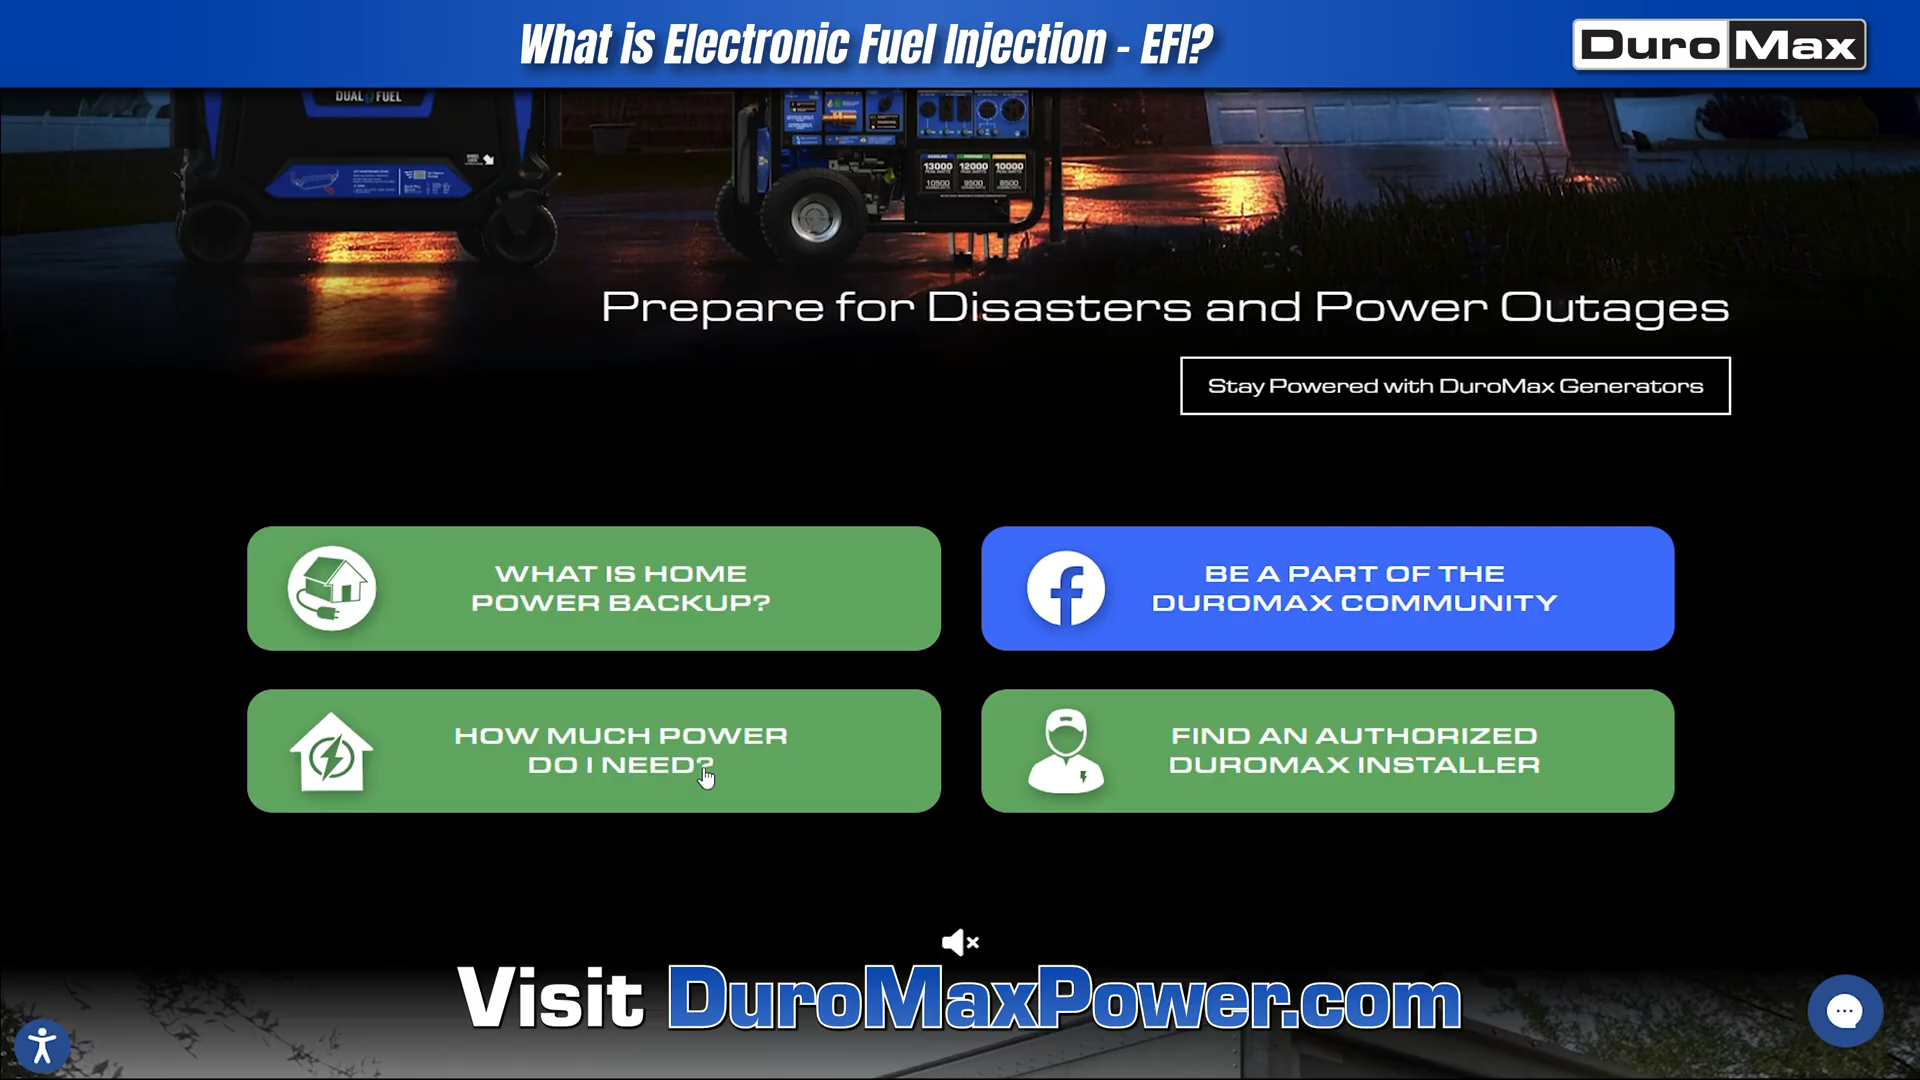 What is Electronic Fuel Injection - EFI?
DuroMax
DUAL FUEL
13000 12000 10000
10500 9500 8500
Prepare for Disasters and Power Outages
Stay Powered with DuroMax Generators
WHAT IS HOME
POWER BACKUP?
BE A PART OF THE
DUROMAX COMMUNITY
HOW MUCH POWER
DO I NEED?
FIND AN AUTHORIZED
DUROMAX INSTALLER
Visit DuroMaxPower.com